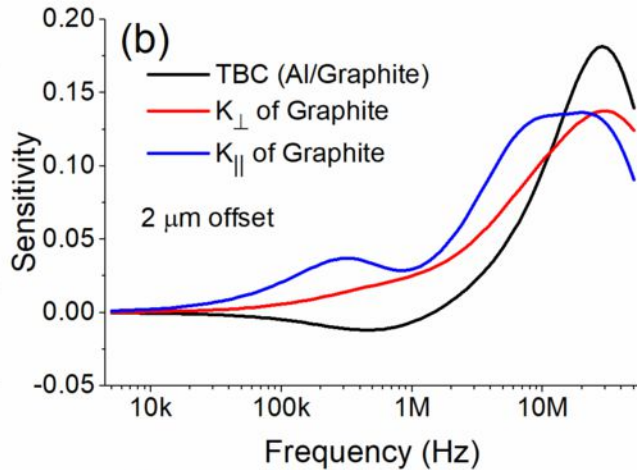 (b)
TBC (Al/Graphite)
K⊥ of Graphite
K|| of Graphite
2 μm offset
Sensitivity
0.20
0.15
0.10
0.05
0.00
-0.05
10k 100k 1M 10M
Frequency (Hz)